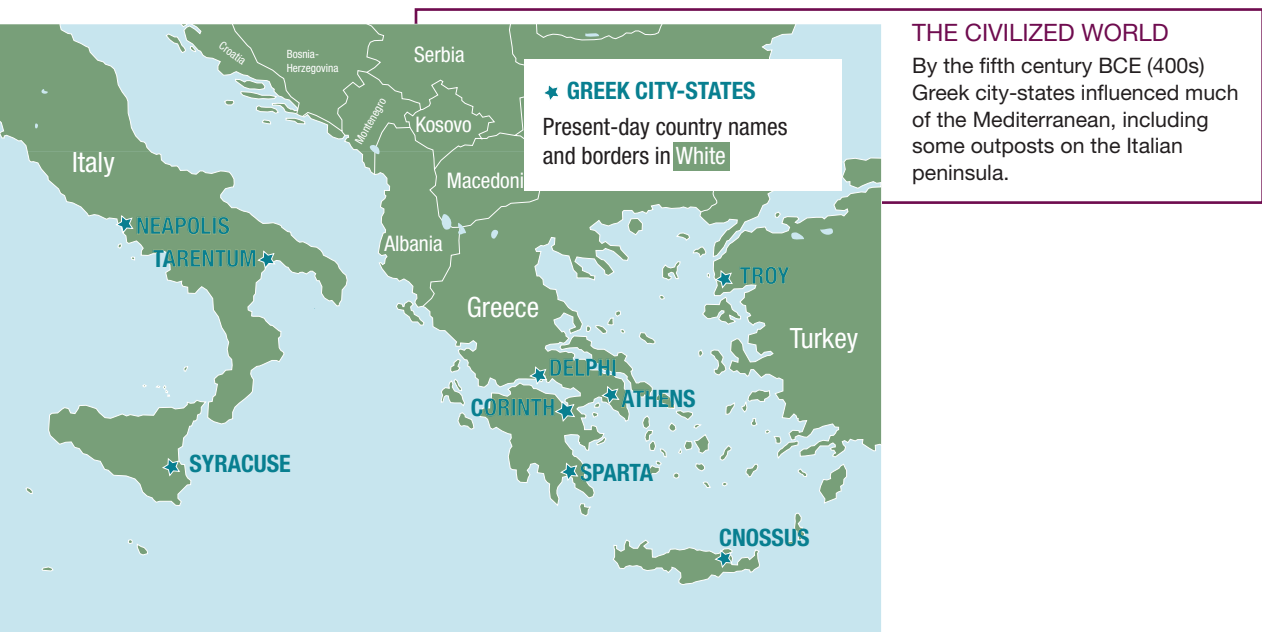 THE CIVILIZED WORLD
By the fifth century BCE (400s)
Greek city-states influenced much
of the Mediterranean, including
some outposts on the Italian
peninsula.
GREEK CITY-STATES
Present-day country names
and borders in White
Croatia
Bosnia-
Herzegovina
Serbia
Montenegro
Kosovo
Macedoni
Italy
Albania
NEAPOLIS
TARENTUM
TROY
Greece
Turkey
DELPHI
ATHENS
CORINTH
SYRACUSE
SPARTA
CNOSSUS